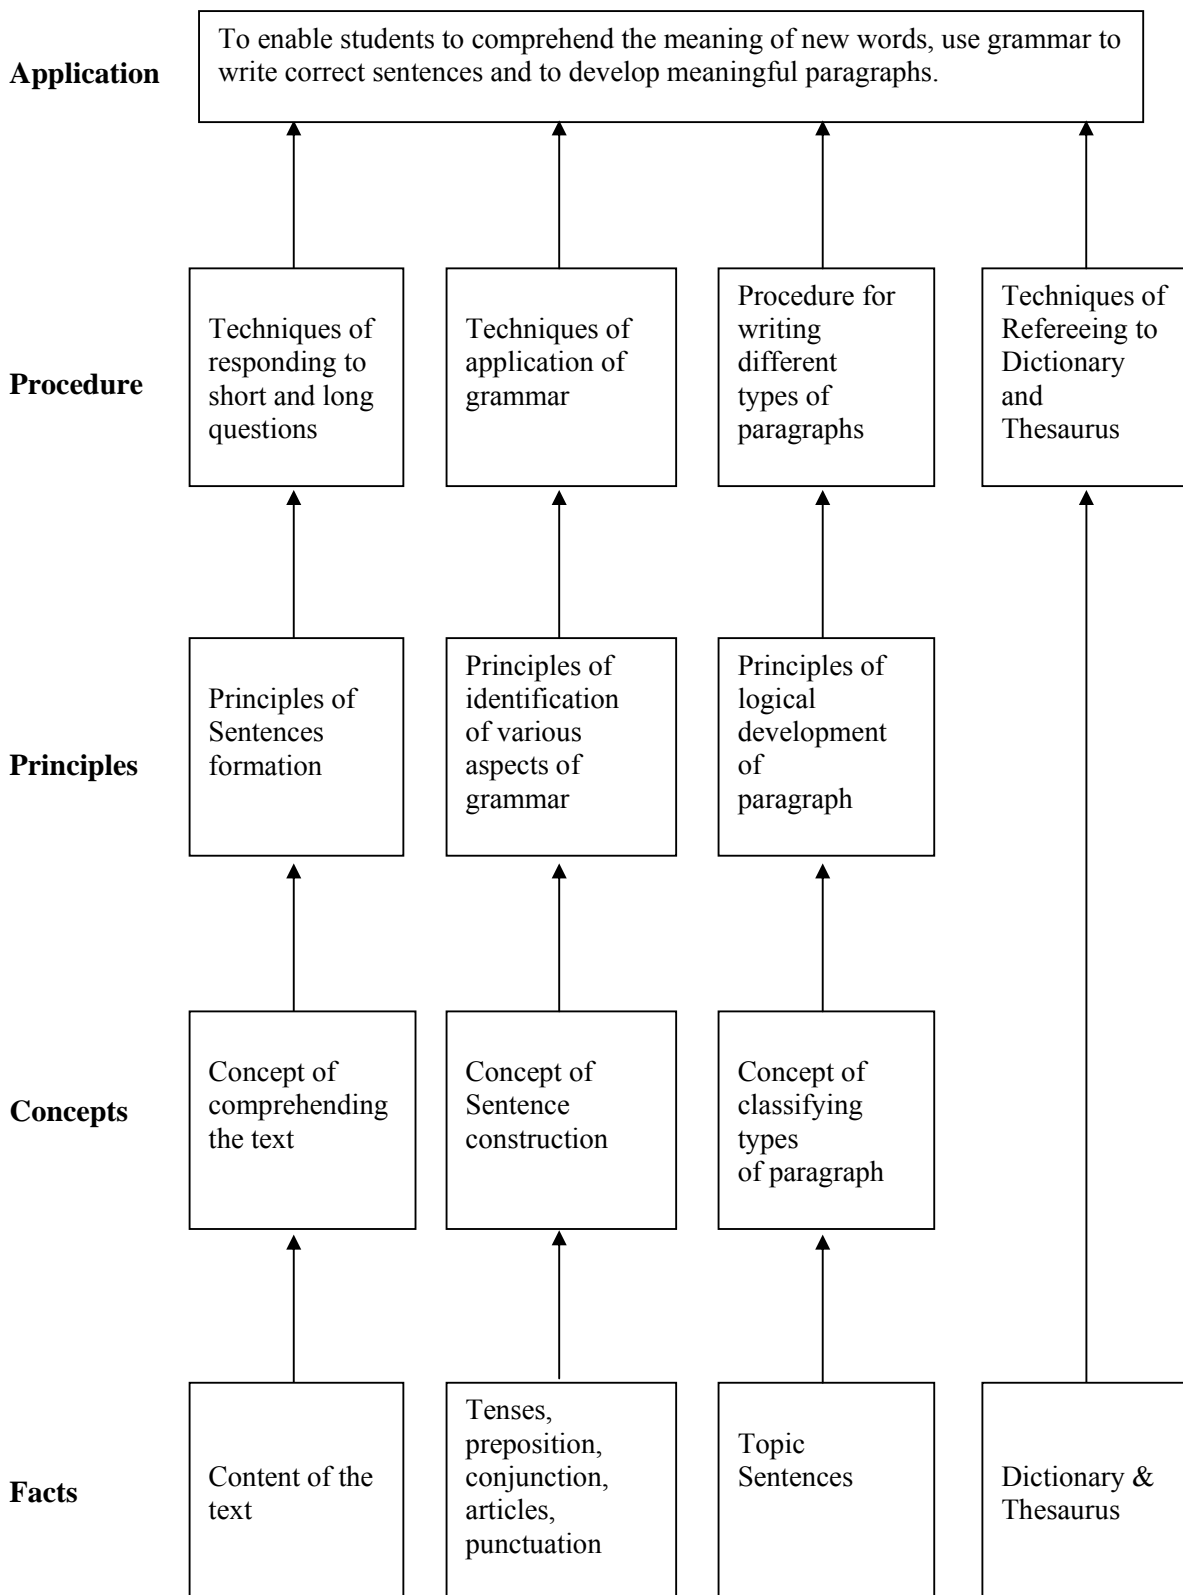 Application
To enable students to comprehend the meaning of new words, use grammar to
write correct sentences and to develop meaningful paragraphs.
Procedure
Techniques of
responding to
short and long
questions
Techniques of
application of
grammar
Procedure for
writing
different
types of
paragraphs
Techniques of
Refereeing to
Dictionary
and
Thesaurus
Principles
Principles of
Sentences
formation
Principles of
identification
of various
aspects of
grammar
Principles of
logical
development
of
paragraph
Concepts
Concept of
comprehending
the text
Concept of
Sentence
construction
Concept of
classifying
types
of paragraph
Facts
Content of the
text
Tenses,
preposition,
conjunction,
articles,
punctuation
Topic
Sentences
Dictionary &
Thesaurus